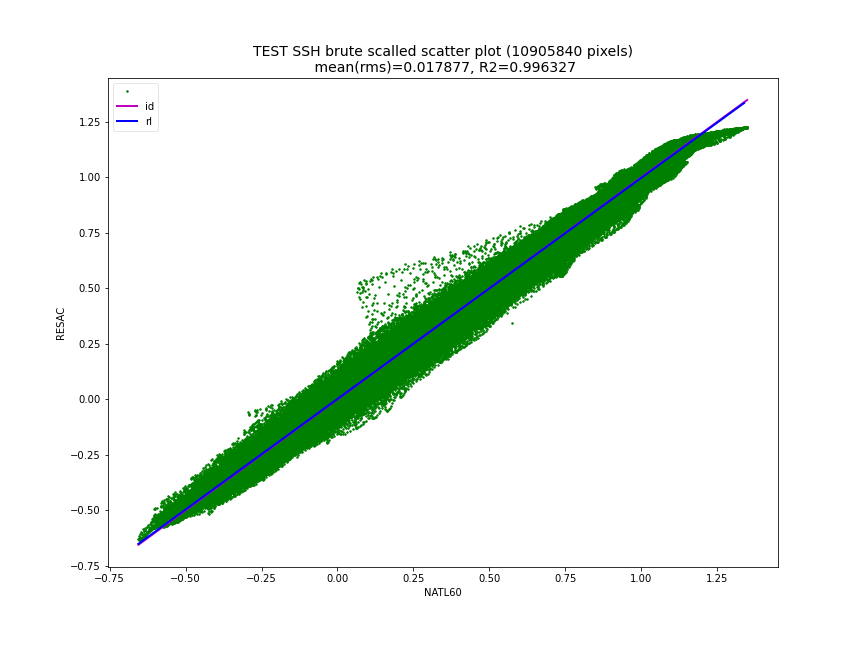 TEST SSH brute scalled scatter plot (10905840 pixels)
mean(rms)=0.017877, R2=0.996327
id
rl
1.25
1.00
0.75
0.50
0.25
0.00
−0.25
−0.50
−0.75
RESAC
−0.75 −0.50 −0.25 0.00 0.25 0.50 0.75 1.00 1.25
NATL60